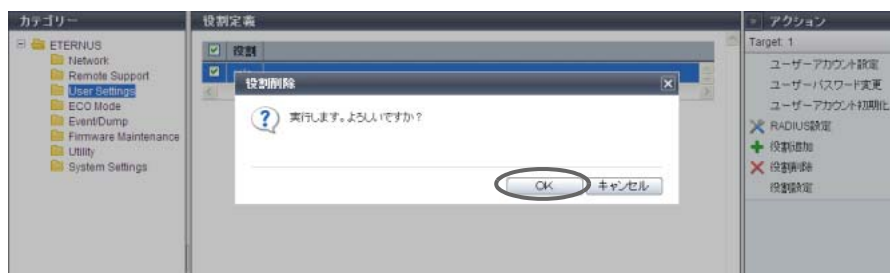 カテゴリー
ETERNUS
Network
Remote Support
User Settings
ECO Mode
Event/Dump
Firmware Maintenance
Utility
System Settings
役割定義
役割
役割削除
実行します。よろしいですか？
OK
キャンセル
アクション
Target: 1
ユーザーアカウント設定
ユーザーパスワード変更
ユーザーアカウント初期化
RADIUS設定
役割追加
役割削除
役割設定